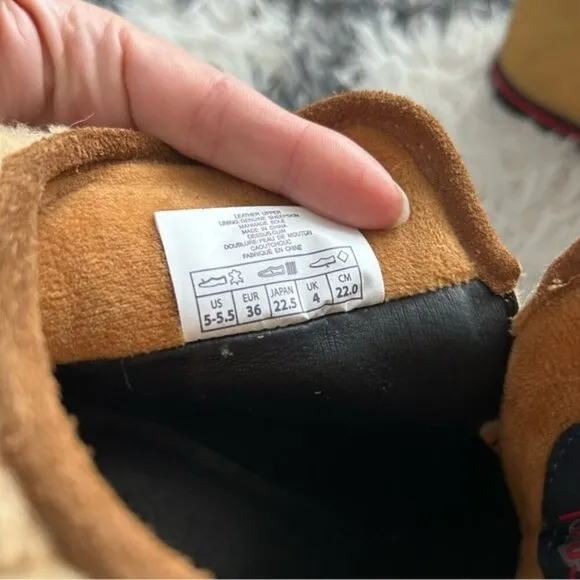 LEATHER UPPER
LINING:GENUINE SHEEPSKIN
MANMADE SOLE
MADE IN CHINA
DESSUS:CUIR
DOUBLURE:PEAU DE MOUTON
CAOUTCHOUC
FABRIQUE EN CHINE
US EUR JAPAN UK CM
5-5.5 36 22.5 4 22.0